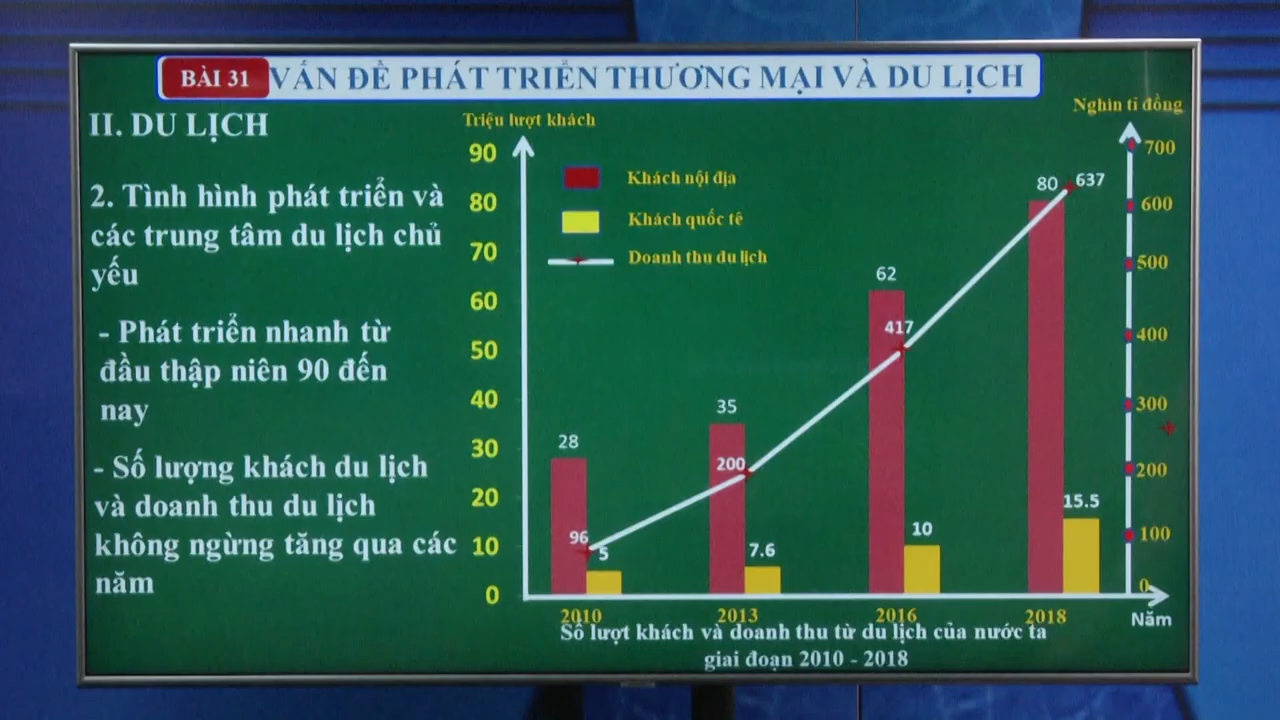 BÀI 31 VẤN ĐỀ PHÁT TRIỂN THƯƠNG MẠI VÀ DU LỊCH
II. DU LỊCH
2. Tình hình phát triển và
các trung tâm du lịch chủ
yếu
- Phát triển nhanh từ
đầu thập niên 90 đến
nay
- Số lượng khách du lịch
và doanh thu du lịch
không ngừng tăng qua các
năm
Triệu lượt khách
Nghìn tỉ đồng
90
80
70
60
50
40
30
20
10
0
Khách nội địa
Khách quốc tê
Doanh thu du lịch
28
96
5
35
200
7.6
62
417
10
80
637
15.5
700
600
500
400
300
200
100
0
2010 2013 2016 2018 Năm
Số lượt khách và doanh thu từ du lịch của nước ta
giai đoạn 2010 - 2018